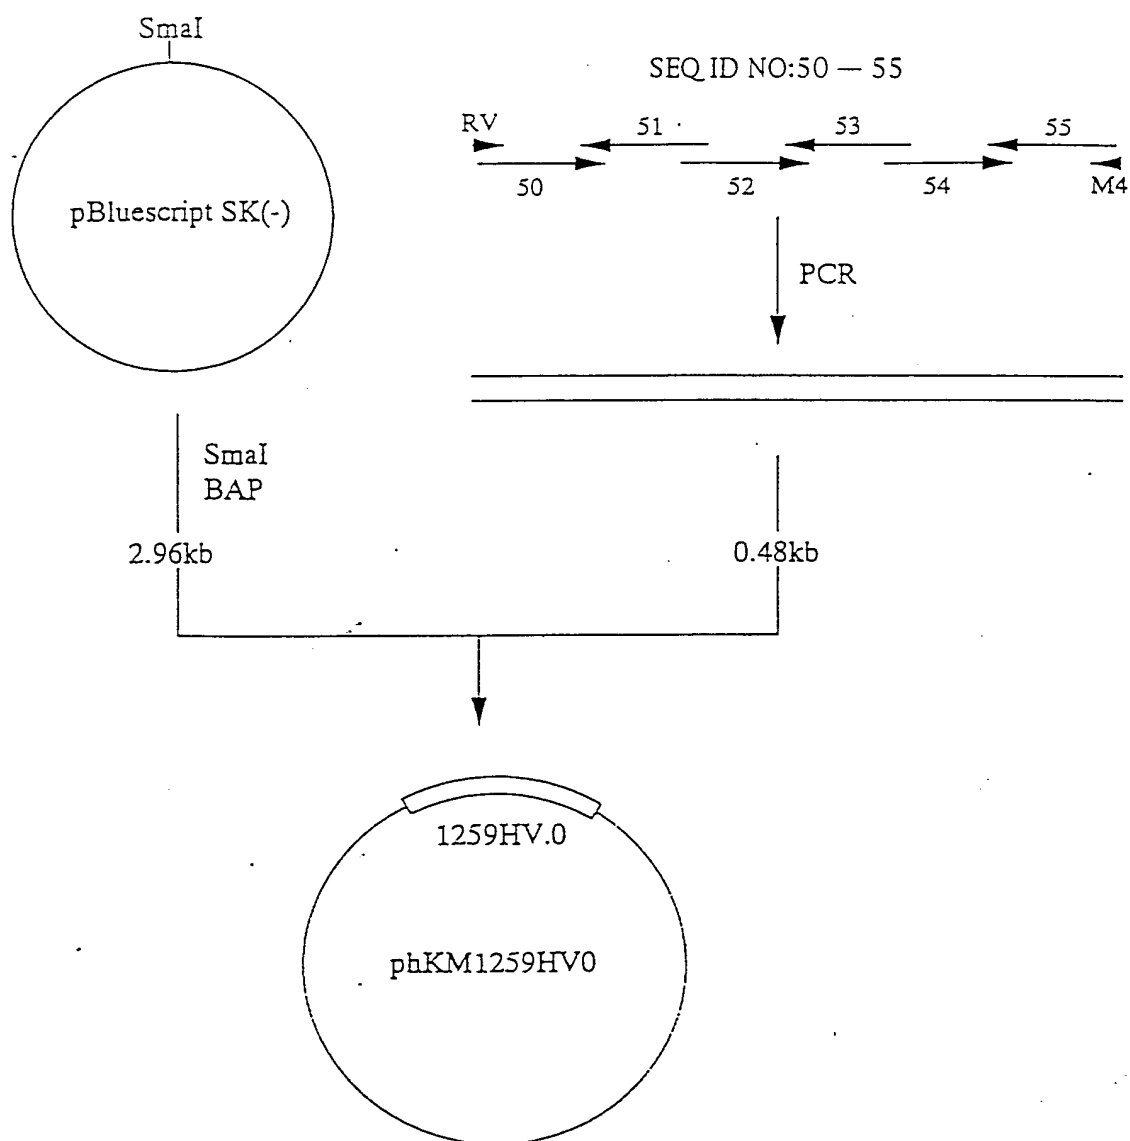 SmaI
pBluescript SK(-)
SEQ ID NO:50 — 55
RV
51
53
55
50
52
54
M4
PCR
SmaI
BAP
2.96kb
0.48kb
1259HV.0
phKM1259HV0